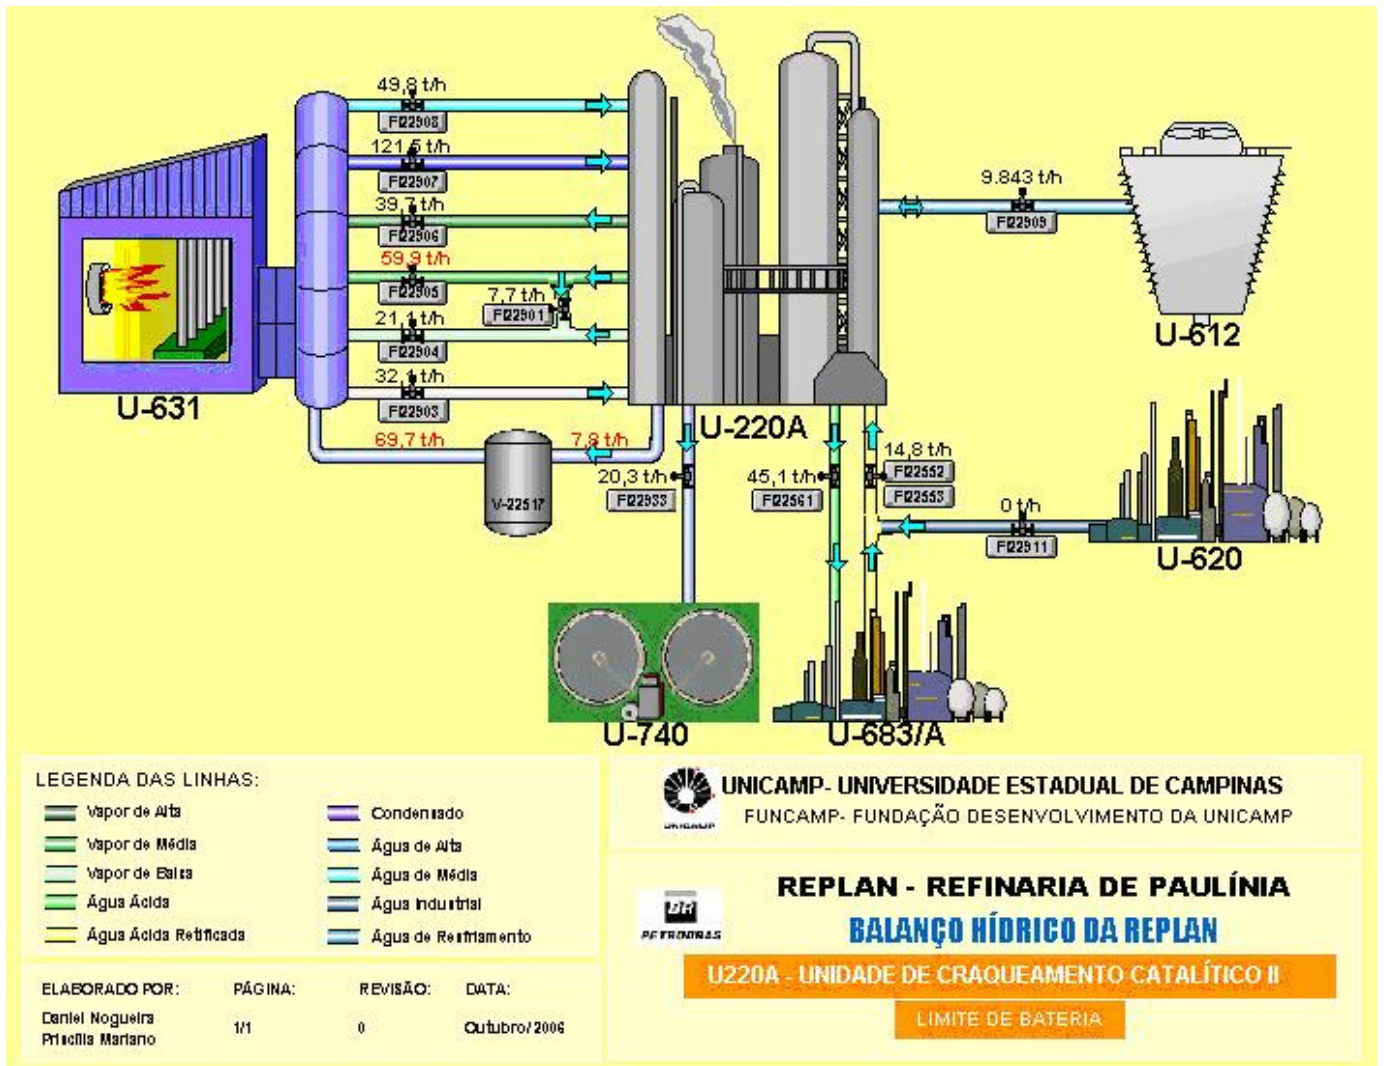 49,8 t/h
FI22908
121,5 t/h
FI22907
39,7 t/h
FI22906
59,9 t/h
FI22905
7,7 t/h
FI22901
21,1 t/h
FI22904
32,1 t/h
FI22903
9.843 t/h
FI22909
U-612
U-631
U-220A
69,7 t/h
7,8 t/h
V-22517
20,3 t/h
FI22933
45,1 t/h
FI22561
14,8 t/h
FI22552
FI22553
0 t/h
FI22911
U-620
U-740
U-683/A
LEGENDA DAS LINHAS:
Vapor de Alta
Vapor de Média
Vapor de Baixa
Água Ácida
Água Ácida Retificada
Condensado
Água de Alta
Água de Média
Água Industrial
Água de Resfriamento
ELABORADO POR:
Daniel Nogueira
Priscilla Mariano
PÁGINA:
1/1
REVISÃO:
0
DATA:
Outubro/2006
UNICAMP
UNICAMP- UNIVERSIDADE ESTADUAL DE CAMPINAS
FUNCAMP- FUNDAÇÃO DESENVOLVIMENTO DA UNICAMP
BR
PETROBRAS
REPLAN - REFINARIA DE PAULÍNIA
BALANÇO HÍDRICO DA REPLAN
U220A - UNIDADE DE CRAQUEAMENTO CATALÍTICO II
LIMITE DE BATERIA